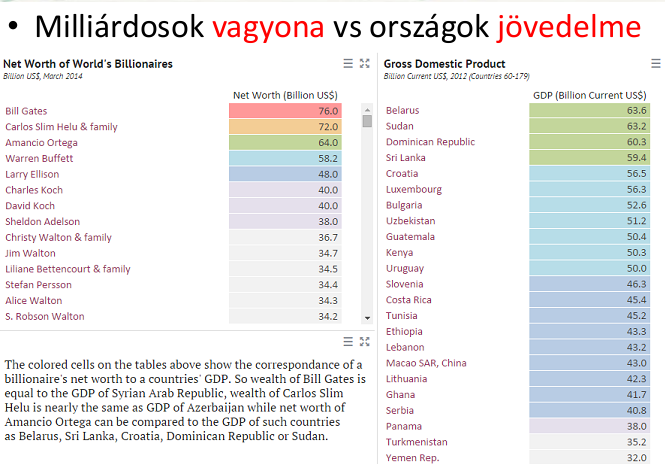 • Milliárdosok vagyona vs országok jövedelme
Net Worth of World's Billionaires
Billion US$, March 2014
Net Worth (Billion US$)
Bill Gates 76.0
Carlos Slim Helu & family 72.0
Amancio Ortega 64.0
Warren Buffett 58.2
Larry Ellison 48.0
Charles Koch 40.0
David Koch 40.0
Sheldon Adelson 38.0
Christy Walton & family 36.7
Jim Walton 34.7
Liliane Bettencourt & family 34.5
Stefan Persson 34.4
Alice Walton 34.3
S. Robson Walton 34.2
The colored cells on the tables above show the correspondance of a
billionaire's net worth to a countries' GDP. So wealth of Bill Gates is
equal to the GDP of Syrian Arab Republic, wealth of Carlos Slim
Helu is nearly the same as GDP of Azerbaijan while net worth of
Amancio Ortega can be compared to the GDP of such countries
as Belarus, Sri Lanka, Croatia, Dominican Republic or Sudan.
Gross Domestic Product
Billion Current US$, 2012 (Countries 60-179)
GDP (Billion Current US$)
Belarus 63.6
Sudan 63.2
Dominican Republic 60.3
Sri Lanka 59.4
Croatia 56.5
Luxembourg 56.3
Bulgaria 52.6
Uzbekistan 51.2
Guatemala 50.4
Kenya 50.3
Uruguay 50.0
Slovenia 46.3
Costa Rica 45.4
Tunisia 45.2
Ethiopia 43.3
Lebanon 43.2
Macao SAR, China 43.0
Lithuania 42.3
Ghana 41.7
Serbia 40.8
Panama 38.0
Turkmenistan 35.2
Yemen Rep. 32.0